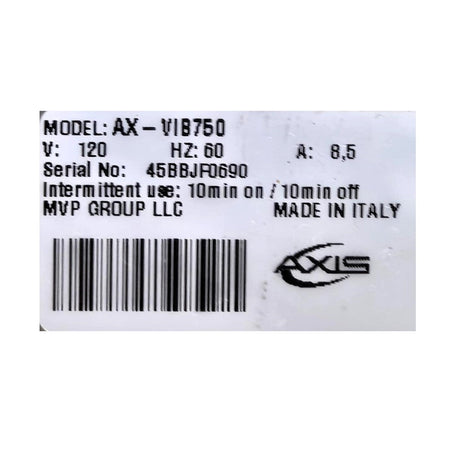 MODEL: AX - VIB750
V: 120 HZ: 60 A: 8,5
Serial No: 45BBJF0690
Intermittent use: 10min on / 10min off
MVP GROUP LLC MADE IN ITALY
AXIS